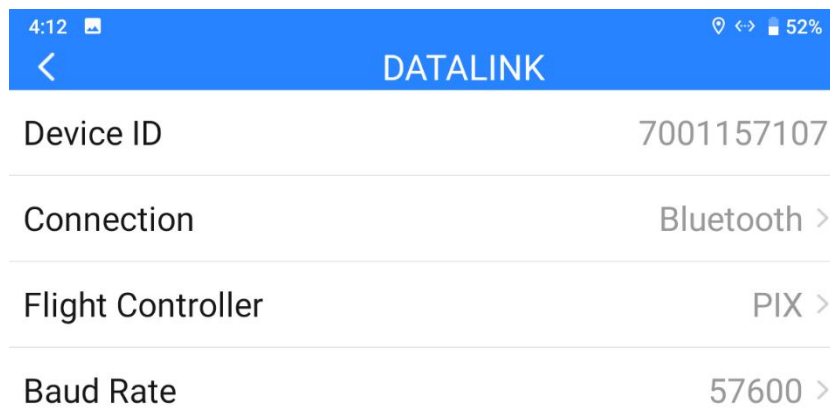 4:12 52%
DATALINK
Device ID 7001157107
Connection Bluetooth
Flight Controller PIX
Baud Rate 57600